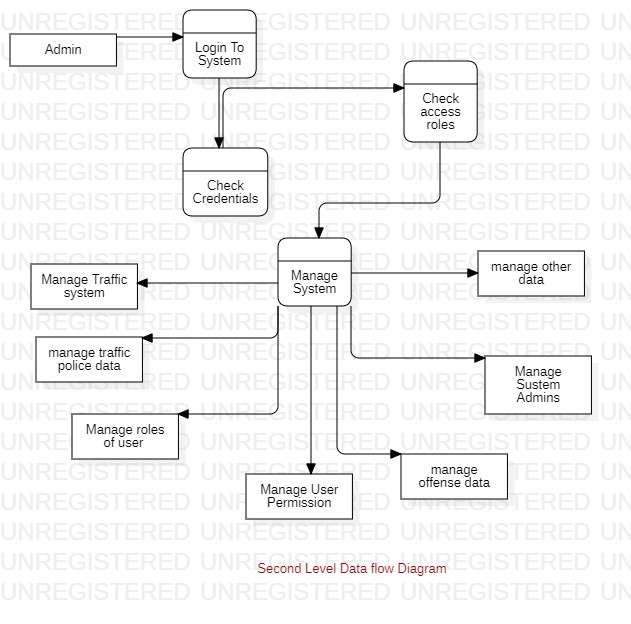 Admin
Login To
System
Check
access
roles
Check
Credentials
Manage
System
manage other
data
Manage Traffic
system
manage traffic
police data
Manage
Sustem
Admins
Manage roles
of user
manage
offense data
Manage User
Permission
Second Level Data flow Diagram
UNREGISTERED